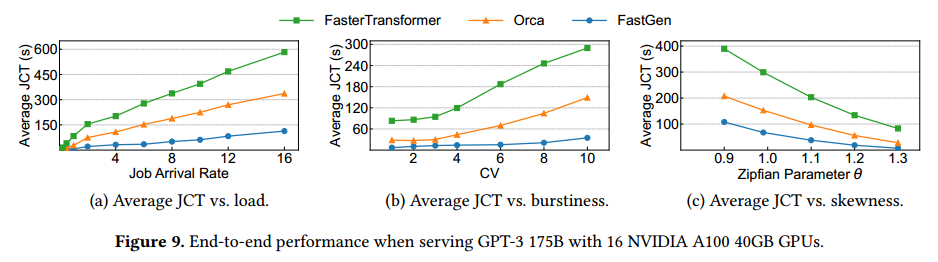 FasterTransformer Orca FastGen
Average JCT (s)
600
450
300
150
4 8 12 16
Job Arrival Rate
(a) Average JCT vs. load.
Average JCT (s)
300
240
180
120
60
2 4 6 8 10
CV
(b) Average JCT vs. burstiness.
Average JCT (s)
400
300
200
100
0.9 1.0 1.1 1.2 1.3
Zipfian Parameter θ
(c) Average JCT vs. skewness.
Figure 9. End-to-end performance when serving GPT-3 175B with 16 NVIDIA A100 40GB GPUs.